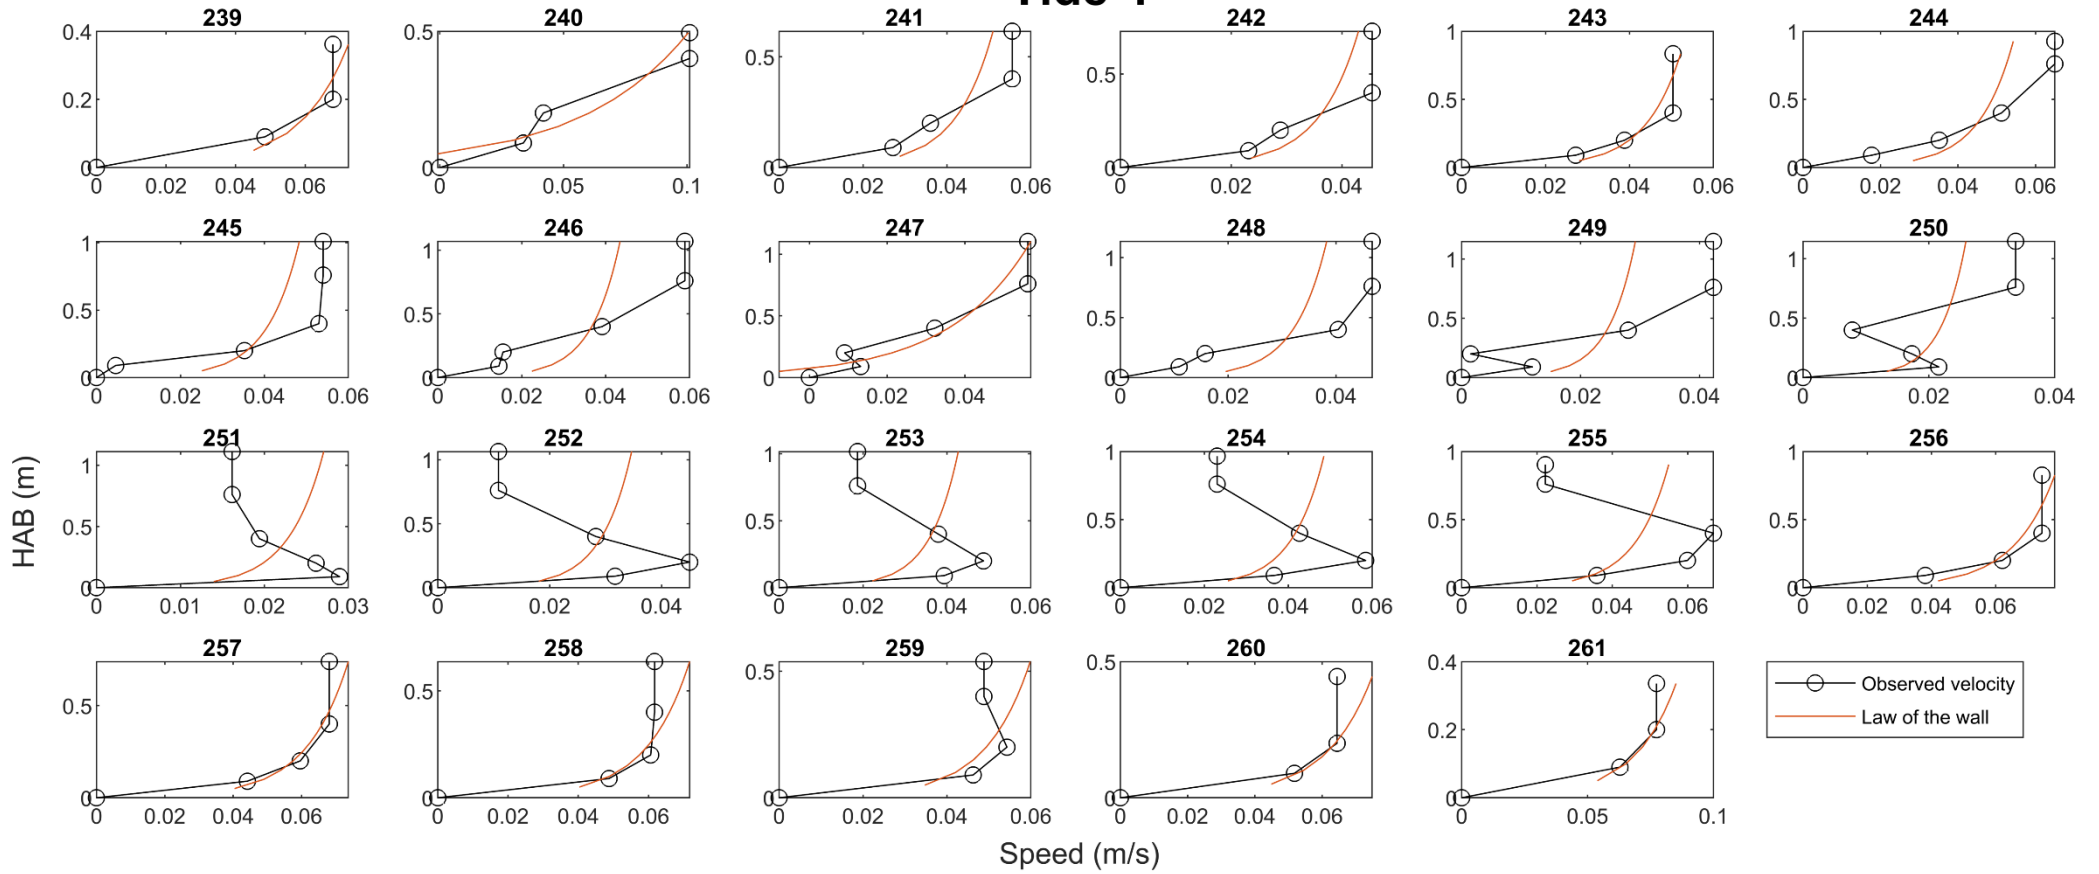 239 240 241 242 243 244
0.4 0.2 0 0 0.02 0.04 0.06
0.5 0 0 0.05 0.1
0.5 0 0 0.02 0.04 0.06
0.5 0 0 0.02 0.04
1 0.5 0 0 0.02 0.04 0.06
1 0.5 0 0 0.02 0.04 0.06
245 246 247 248 249 250
1 0.5 0 0 0.02 0.04 0.06
1 0.5 0 0 0.02 0.04 0.06
1 0.5 0 0 0.02 0.04
1 0.5 0 0 0.02 0.04
1 0.5 0 0 0.02 0.04
1 0.5 0 0 0.02 0.04
251 252 253 254 255 256
1 0.5 0 0 0.01 0.02 0.03
1 0.5 0 0 0.02 0.04
1 0.5 0 0 0.02 0.04 0.06
1 0.5 0 0 0.02 0.04 0.06
1 0.5 0 0 0.02 0.04 0.06
1 0.5 0 0 0.02 0.04 0.06
257 258 259 260 261
0.5 0 0 0.02 0.04 0.06
0.5 0 0 0.02 0.04 0.06
0.5 0 0 0.02 0.04 0.06
0.5 0 0 0.02 0.04 0.06
0.4 0.2 0 0 0.05 0.1
Observed velocity
Law of the wall
HAB (m)
Speed (m/s)